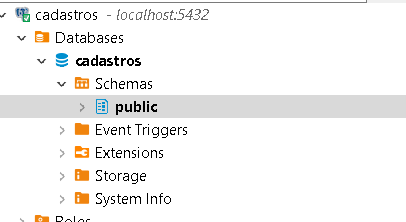 cadastros - localhost:5432
Databases
cadastros
Schemas
public
Event Triggers
Extensions
Storage
System Info
Roles